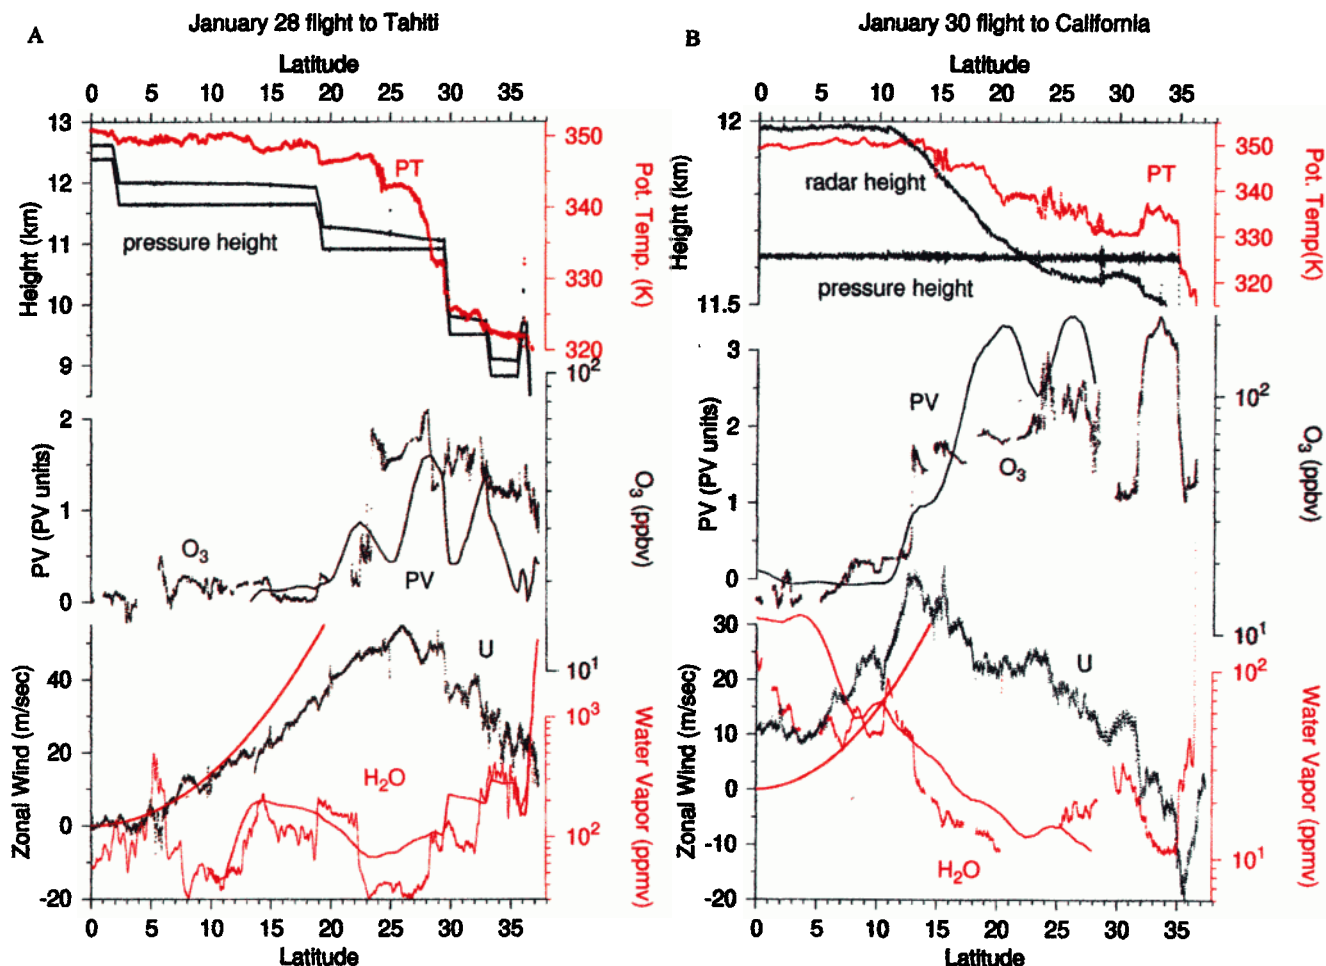 January 28 flight to Tahiti
A
Latitude
0 5 10 15 20 25 30 35
13
12
11
10
9
Height (km)
PT
pressure height
350
340
330
320
Pot. Temp. (K)
2
1
0
PV (PV units)
O3
PV
10^2
10^1
O3 (ppbv)
40
20
0
-20
Zonal Wind (m/sec)
U
H2O
10^3
10^2
Water Vapor (ppmv)
0 5 10 15 20 25 30 35
Latitude
January 30 flight to California
B
Latitude
0 5 10 15 20 25 30 35
12
11.5
Height (km)
PT
radar height
pressure height
350
340
330
320
Pot. Temp(K)
3
2
1
0
PV (PV units)
PV
O3
10^2
10^1
O3 (ppbv)
30
20
10
0
-10
-20
Zonal Wind (m/sec)
U
H2O
10^2
10^1
Water Vapor (ppmv)
0 5 10 15 20 25 30 35
Latitude